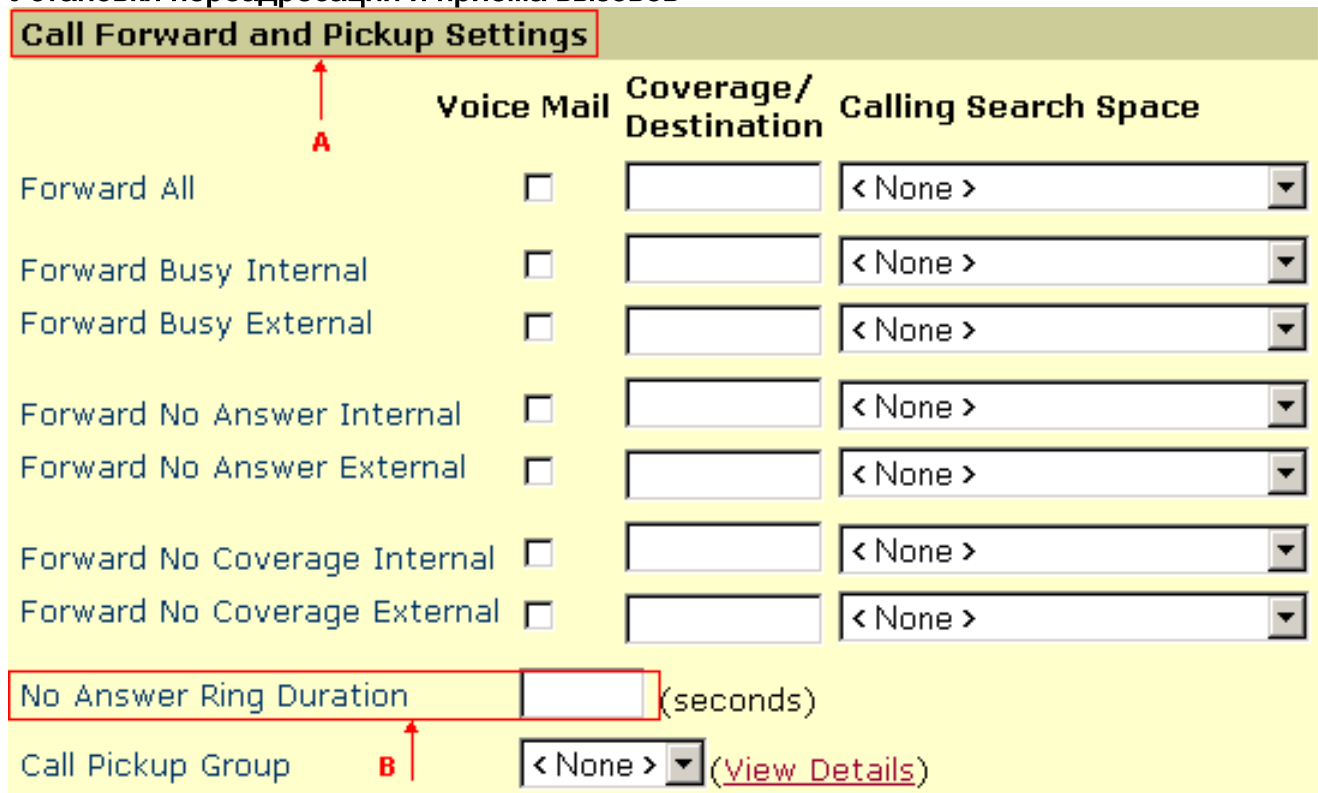 Call Forward and Pickup Settings
A
Voice Mail Coverage/ Destination Calling Search Space
Forward All < None >
Forward Busy Internal < None >
Forward Busy External < None >
Forward No Answer Internal < None >
Forward No Answer External < None >
Forward No Coverage Internal < None >
Forward No Coverage External < None >
No Answer Ring Duration (seconds)
B
Call Pickup Group < None > (View Details)